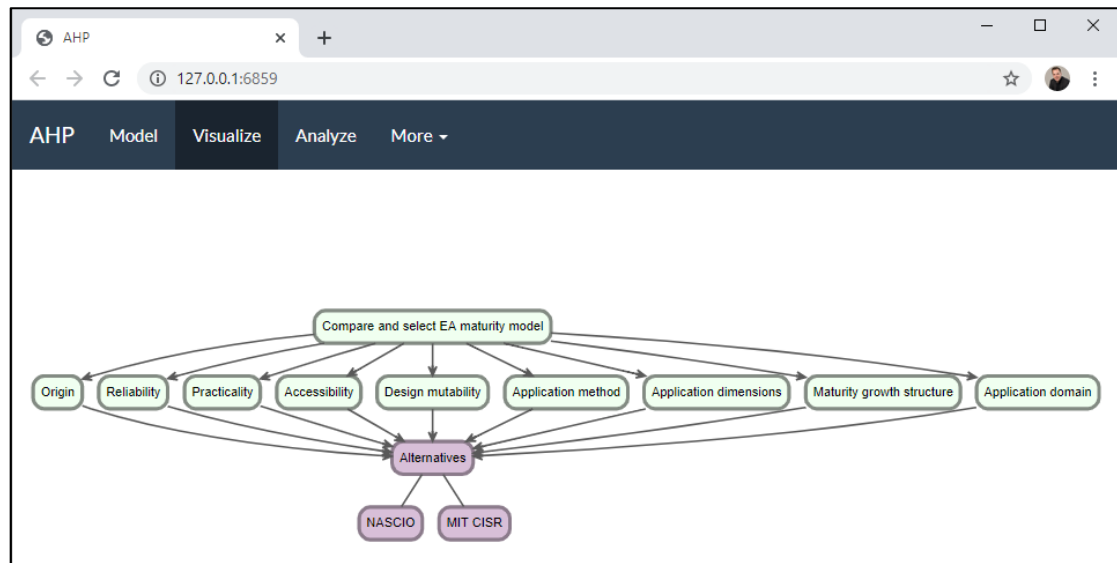 AHP
127.0.0.1:6859
AHP Model Visualize Analyze More
Compare and select EA maturity model
Origin Reliability Practicality Accessibility Design mutability Application method Application dimensions Maturity growth structure Application domain
Alternatives
NASCIO MIT CISR